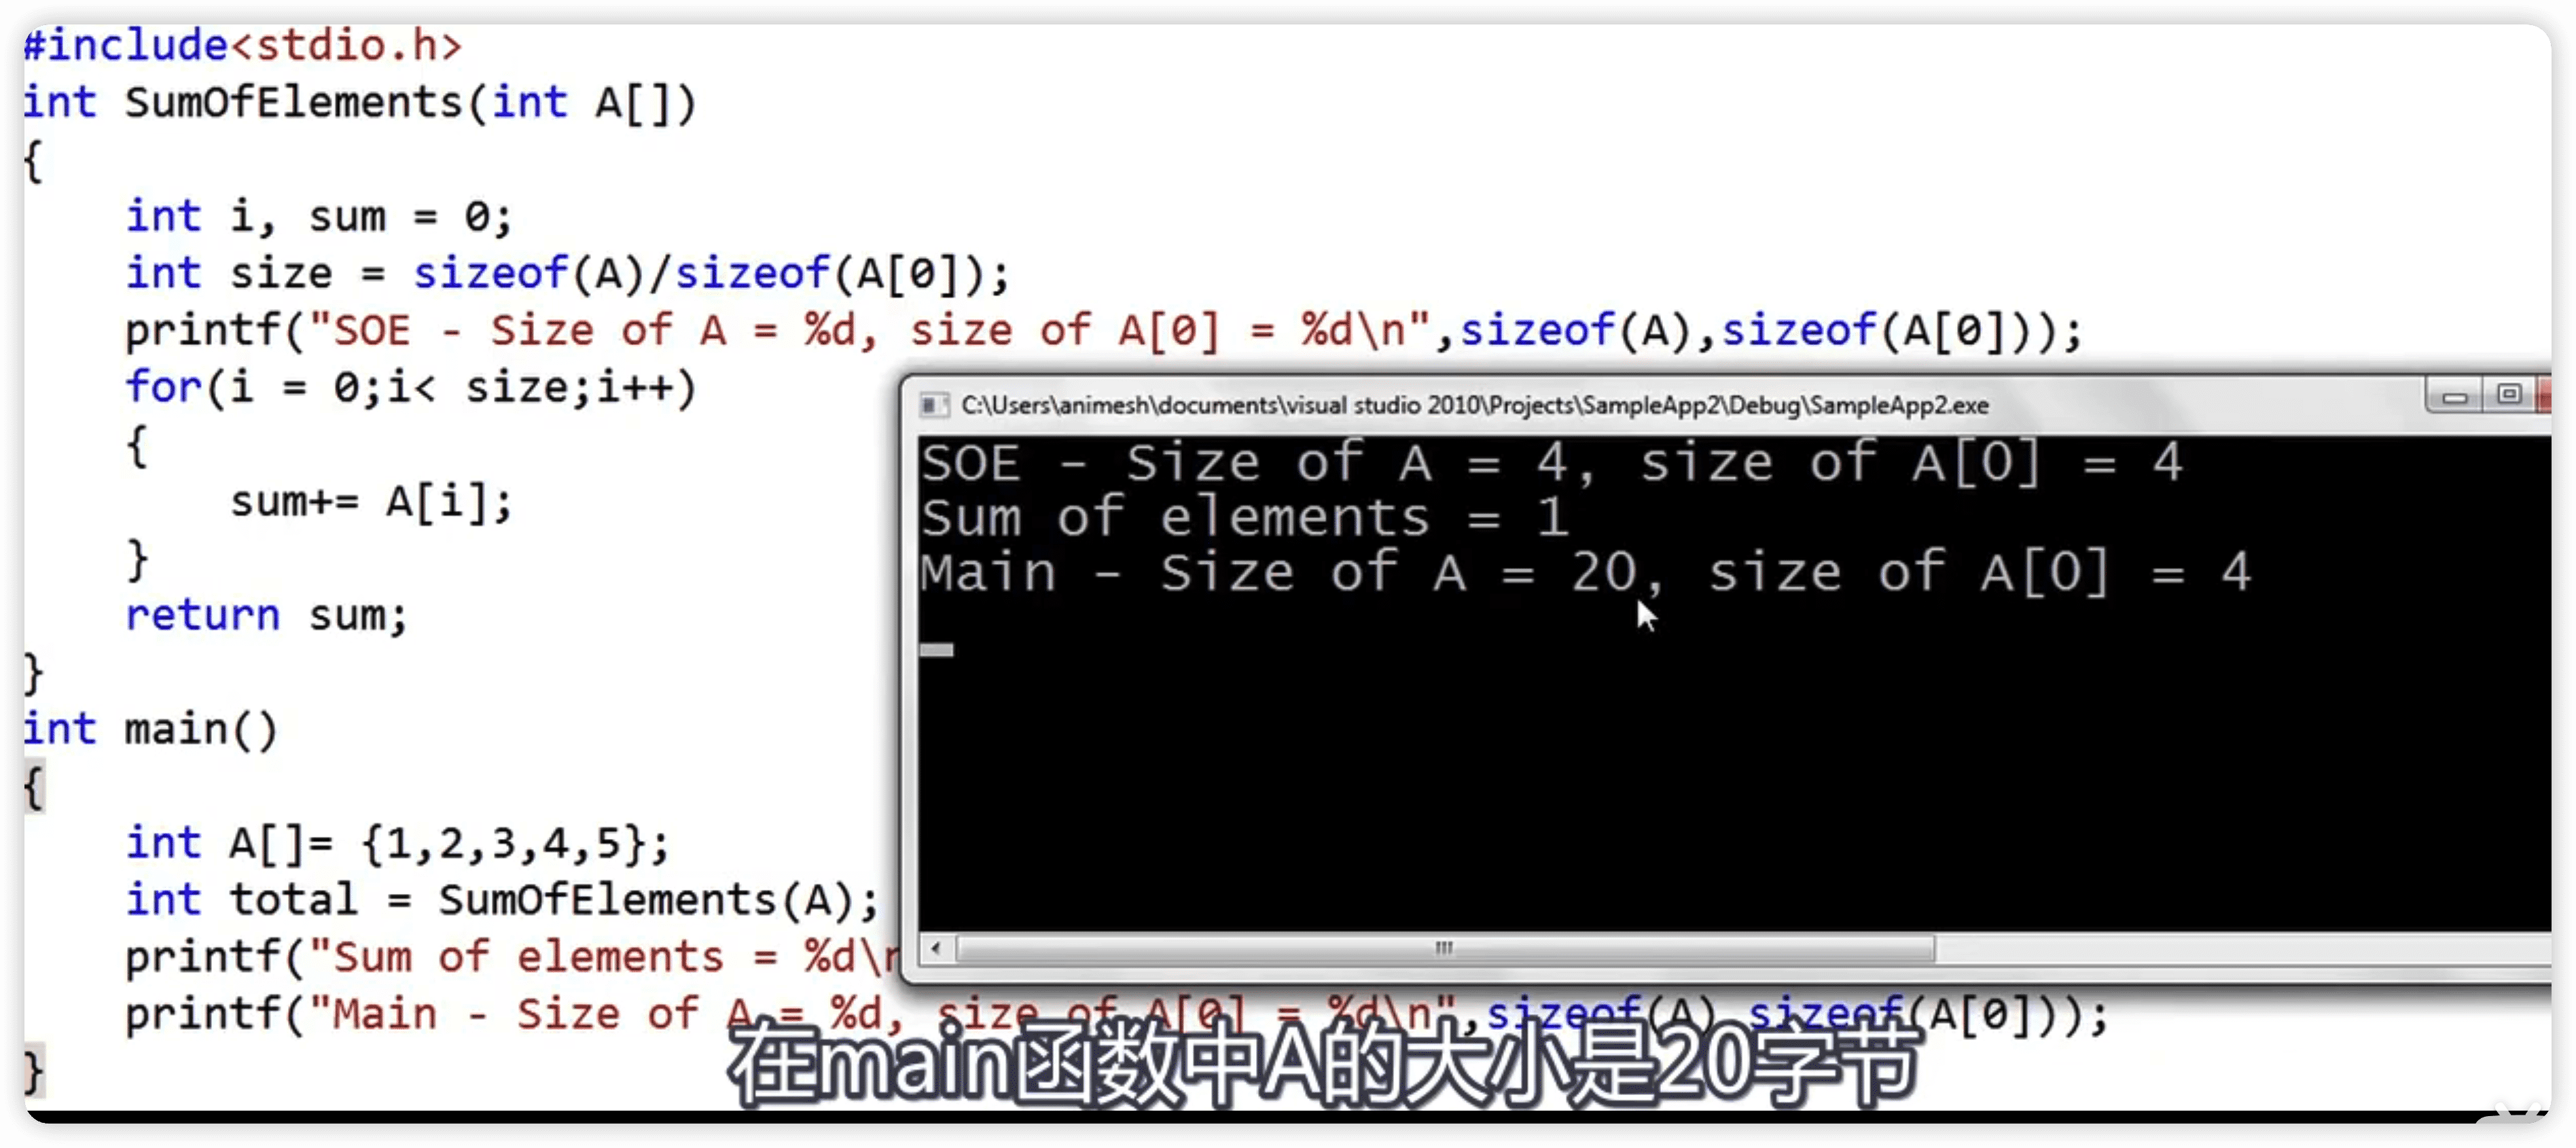 #include<stdio.h>
int SumOfElements(int A[])
{
    int i, sum = 0;
    int size = sizeof(A)/sizeof(A[0]);
    printf("SOE - Size of A = %d, size of A[0] = %d\n",sizeof(A),sizeof(A[0]));
    for(i = 0;i< size;i++)
    {
        sum+= A[i];
    }
    return sum;
}
int main()
{
    int A[]= {1,2,3,4,5};
    int total = SumOfElements(A);
    printf("Sum of elements = %d\n
    printf("Main - Size of A = %d, size of A[0] = %d\n",sizeof(A),sizeof(A[0]));
}
C:\Users\animesh\documents\visual studio 2010\Projects\SampleApp2\Debug\SampleApp2.exe
SOE - Size of A = 4, size of A[0] = 4
Sum of elements = 1
Main - Size of A = 20, size of A[0] = 4
在main函数中A的大小是20字节